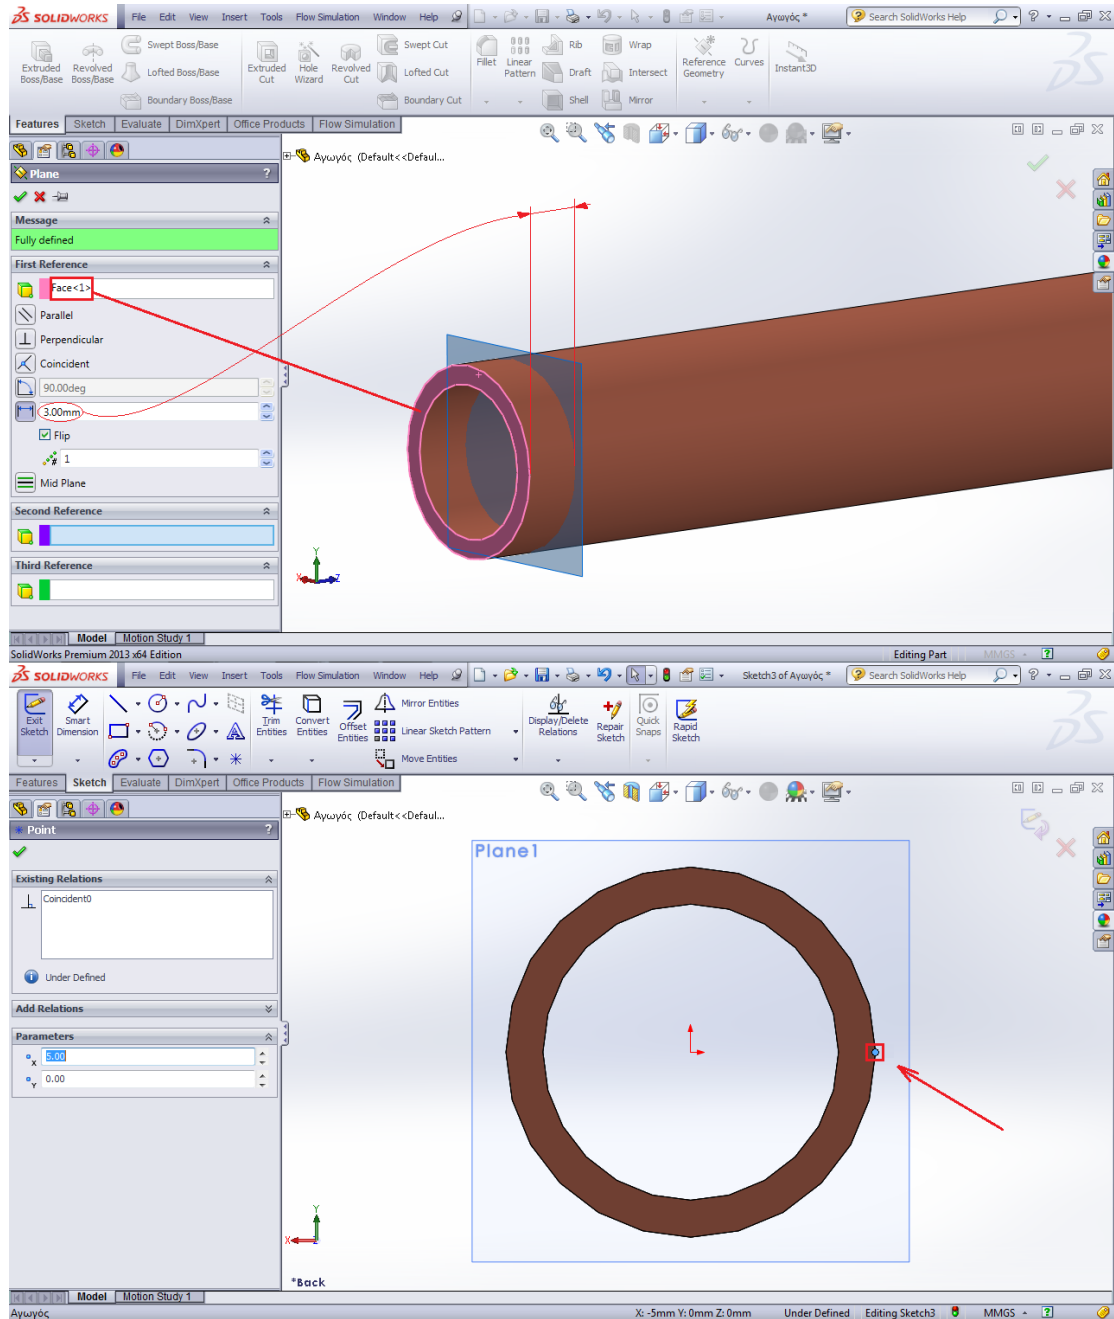 SOLIDWORKS File Edit View Insert Tools Flow Simulation Window Help Αγωγός * Search SolidWorks Help
Extruded Boss/Base
Revolved Boss/Base
Swept Boss/Base
Lofted Boss/Base
Boundary Boss/Base
Extruded Cut
Hole Wizard
Revolved Cut
Swept Cut
Lofted Cut
Boundary Cut
Fillet
Linear Pattern
Rib
Draft
Shell
Wrap
Intersect
Mirror
Reference Geometry
Curves
Instant3D
Features Sketch Evaluate DimXpert Office Products Flow Simulation
Αγωγός (Default<<Defaul...
Plane ?
Message
Fully defined
First Reference
Face<1>
Parallel
Perpendicular
Coincident
90.00deg
3.00mm
Flip
# 1
Mid Plane
Second Reference
Third Reference
Y
X Z
Model Motion Study 1
SolidWorks Premium 2013 x64 Edition Editing Part MMGS
SOLIDWORKS File Edit View Insert Tools Flow Simulation Window Help Sketch3 of Αγωγός * Search SolidWorks Help
Exit Sketch
Smart Dimension
Trim Entities
Convert Entities
Offset Entities
Mirror Entities
Linear Sketch Pattern
Move Entities
Display/Delete Relations
Repair Sketch
Quick Snaps
Rapid Sketch
Features Sketch Evaluate DimXpert Office Products Flow Simulation
Αγωγός (Default<<Defaul...
Point ?
Existing Relations
Coincident0
Under Defined
Add Relations
Parameters
X 5.00
Y 0.00
Plane1
Y
X Z
*Back
Model Motion Study 1
Αγωγός X: -5mm Y: 0mm Z: 0mm Under Defined Editing Sketch3 MMGS